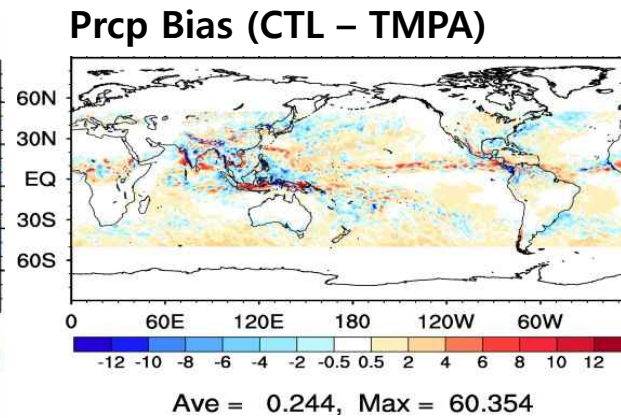 Prcp Bias (CTL – TMPA)
60N
30N
EQ
30S
60S
0 60E 120E 180 120W 60W
-12 -10 -8 -6 -4 -2 -0.5 0.5 2 4 6 8 10 12
Ave = 0.244, Max = 60.354